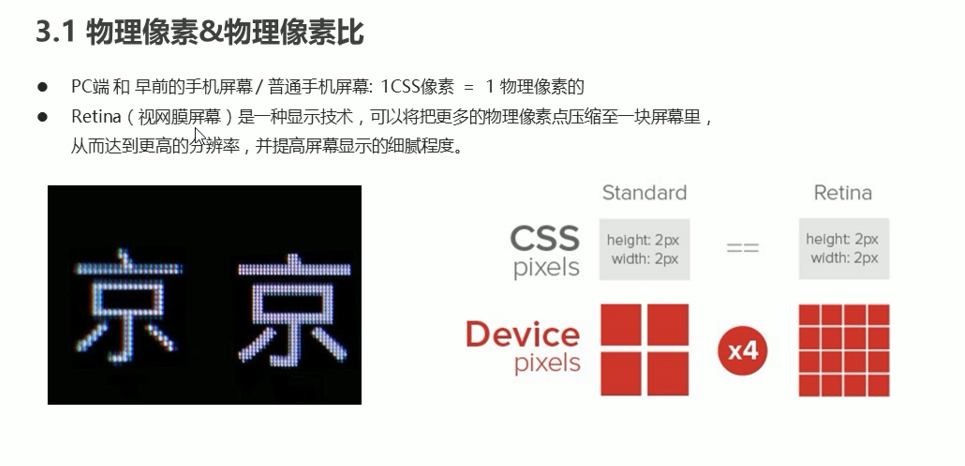 3.1 物理像素&物理像素比
● PC端 和 早前的手机屏幕 / 普通手机屏幕: 1CSS像素 = 1 物理像素的
● Retina（视网膜屏幕）是一种显示技术，可以将把更多的物理像素点压缩至一块屏幕里，
从而达到更高的分辨率，并提高屏幕显示的细腻程度。
京 京
Standard Retina
CSS
pixels
height: 2px
width: 2px
==
height: 2px
width: 2px
Device
pixels
x4